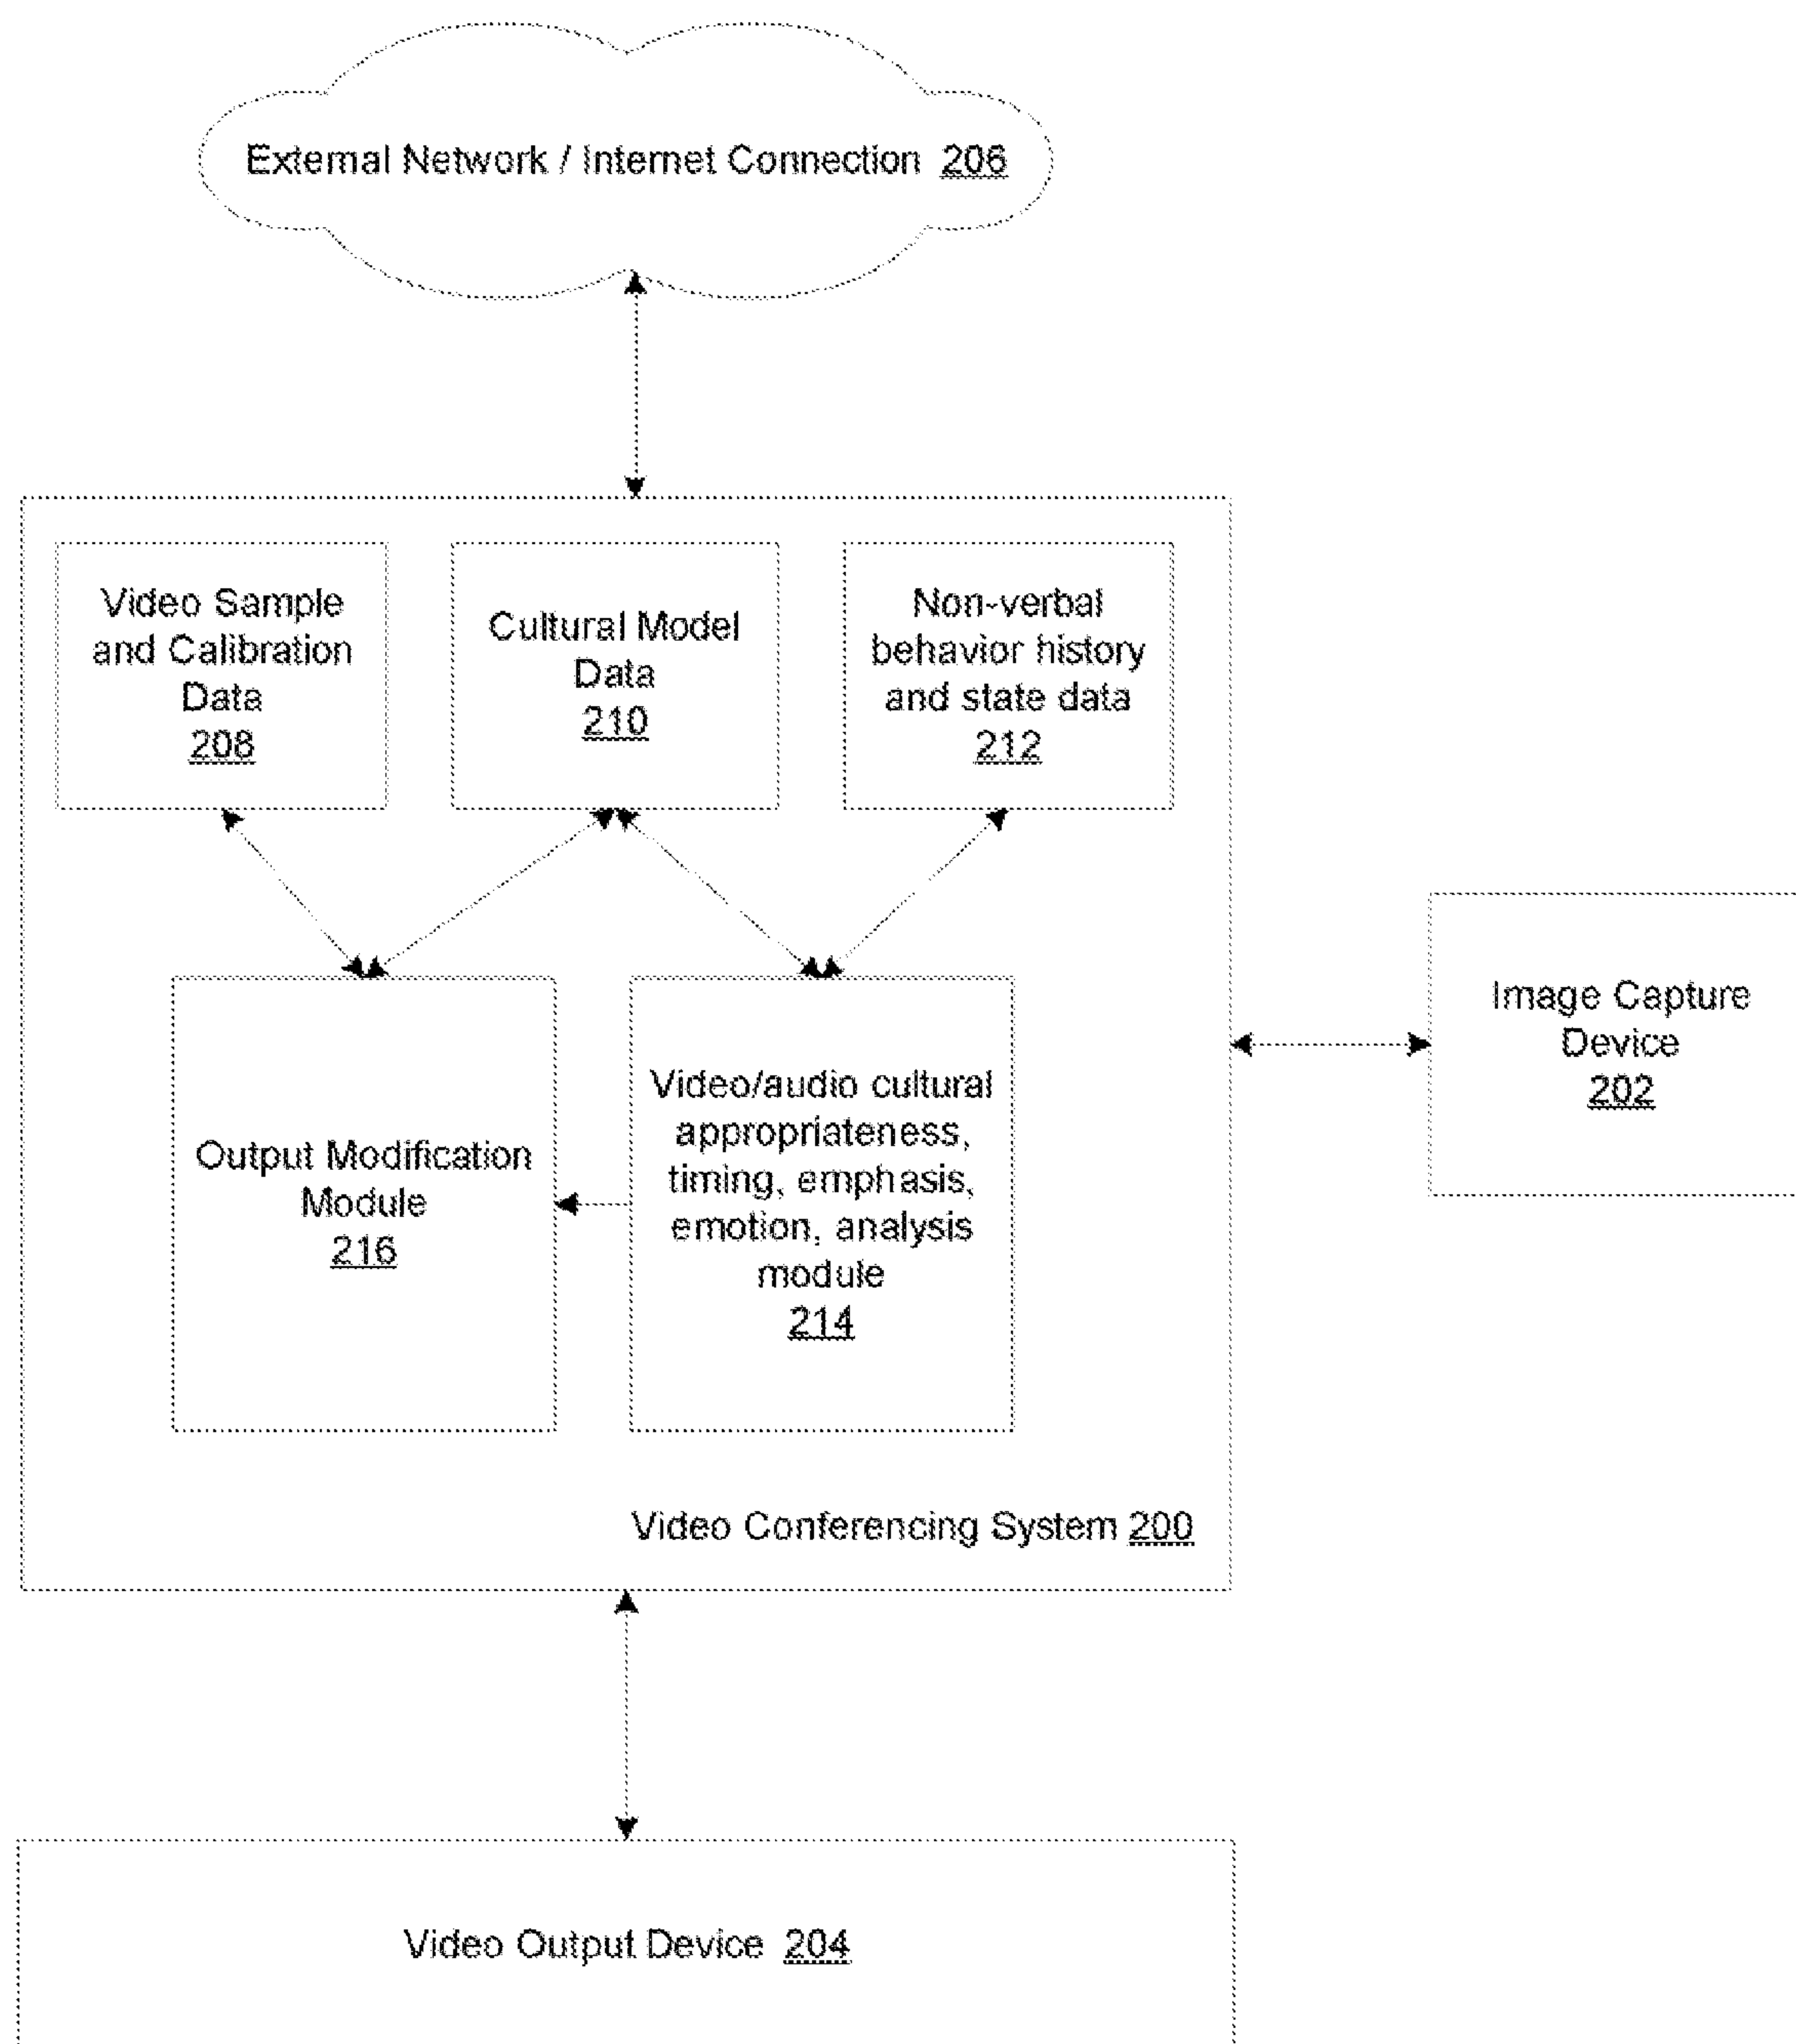 External Network / Internet Connection 206
Video Sample
and Calibration
Data
208
Cultural Model
Data
210
Non-verbal
behavior history
and state data
212
Image Capture
Device
202
Output Modification
Module
216
Video/audio cultural
appropriateness,
timing, emphasis,
emotion, analysis
module
214
Video Conferencing System 200
Video Output Device 204